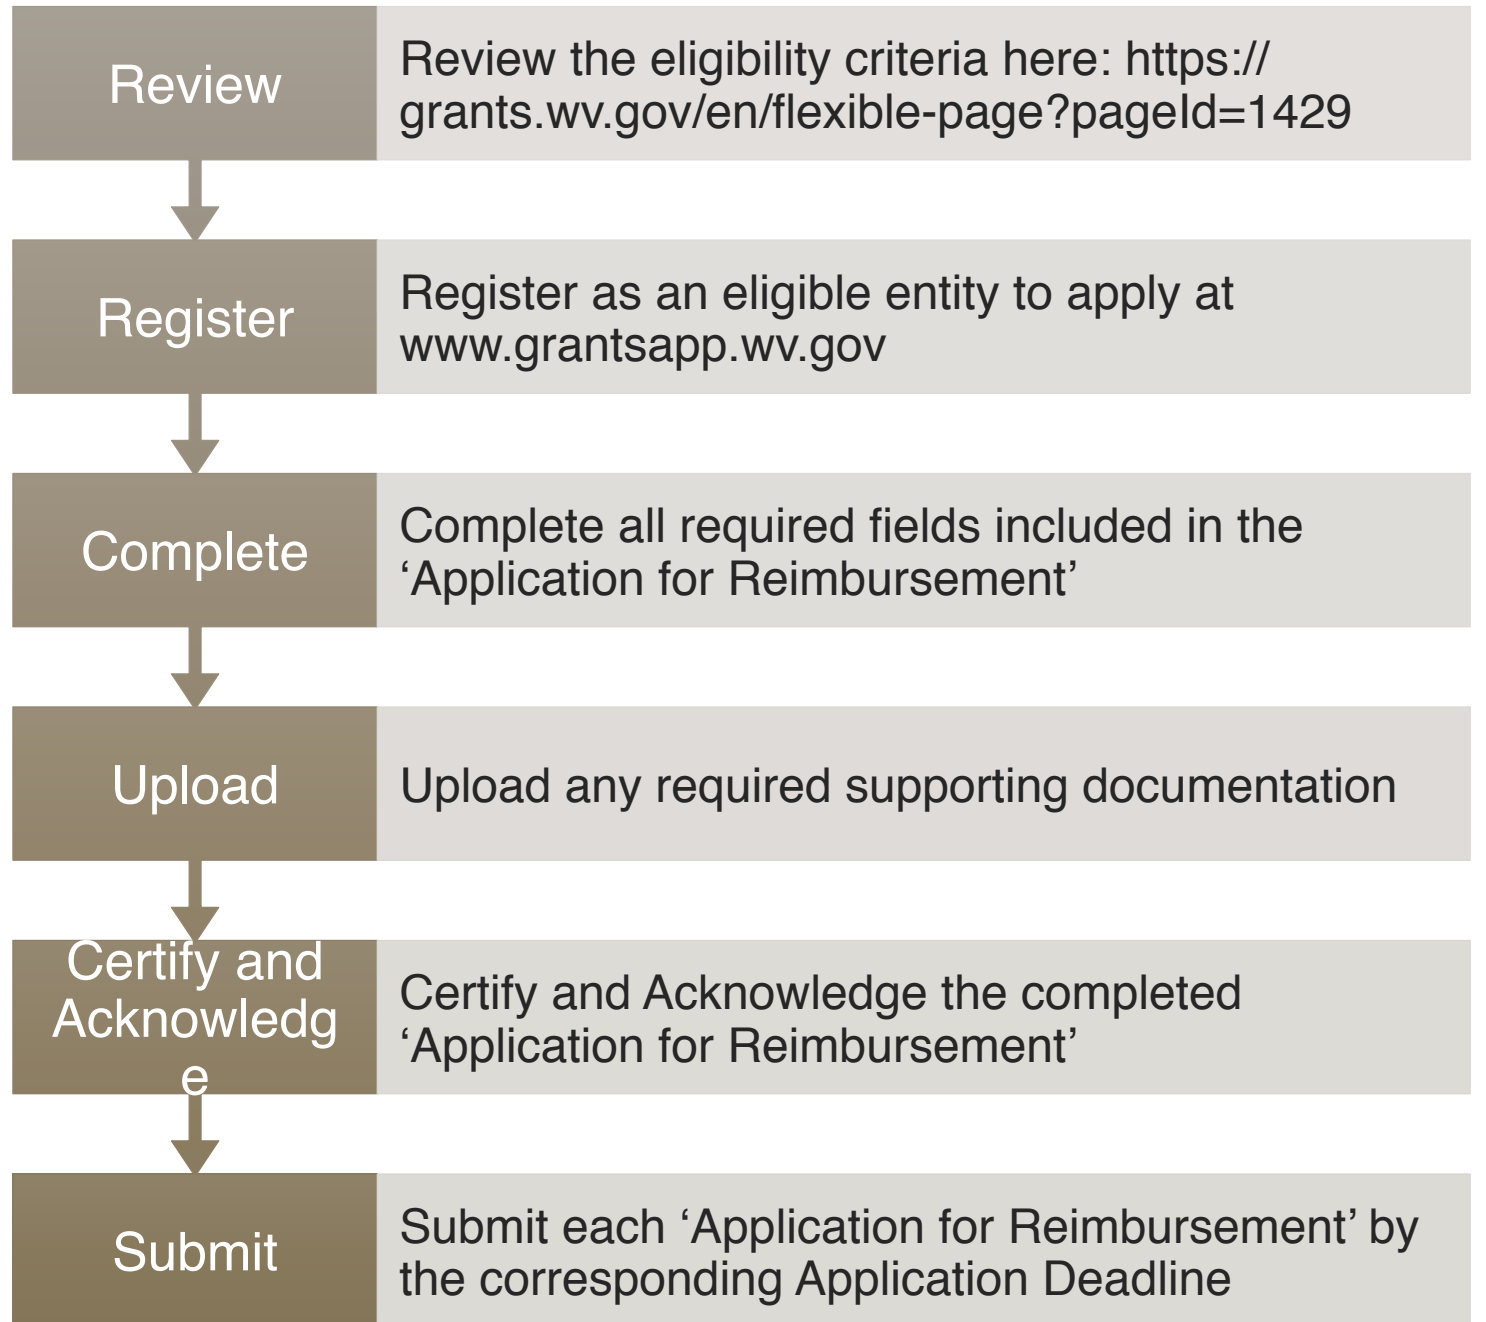 Review
Review the eligibility criteria here: https://
grants.wv.gov/en/flexible-page?pageId=1429
Register
Register as an eligible entity to apply at
www.grantsapp.wv.gov
Complete
Complete all required fields included in the
‘Application for Reimbursement’
Upload
Upload any required supporting documentation
Certify and
Acknowledg
e
Certify and Acknowledge the completed
‘Application for Reimbursement’
Submit
Submit each ‘Application for Reimbursement’ by
the corresponding Application Deadline